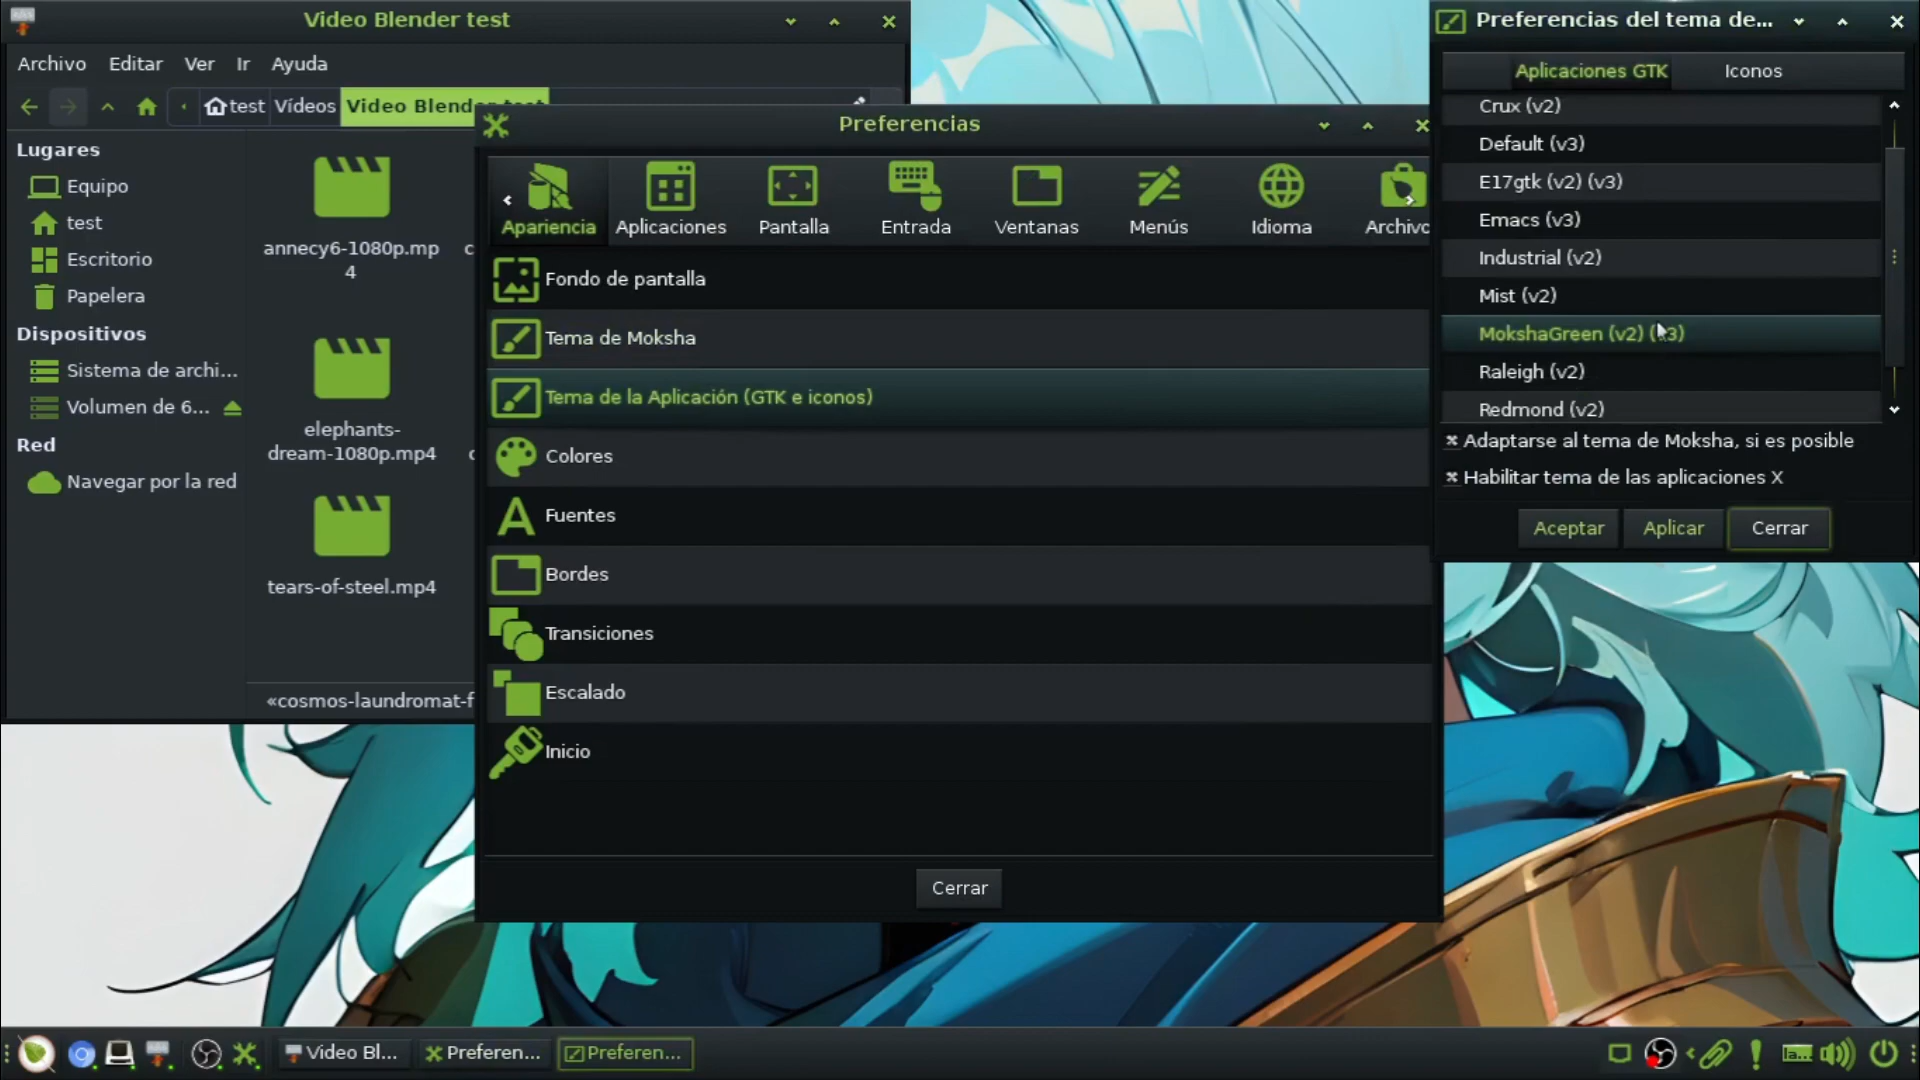 Video Blender test
Archivo Editar Ver Ir Ayuda
test Vídeos Video Blender test
Lugares
Equipo
test
Escritorio
Papelera
Dispositivos
Sistema de archi...
Volumen de 6...
Red
Navegar por la red
annecy6-1080p.mp
4
elephants-
dream-1080p.mp4
tears-of-steel.mp4
«cosmos-laundromat-f
Preferencias
Apariencia Aplicaciones Pantalla Entrada Ventanas Menús Idioma Archivo
Fondo de pantalla
Tema de Moksha
Tema de la Aplicación (GTK e iconos)
Colores
Fuentes
Bordes
Transiciones
Escalado
Inicio
Cerrar
Preferencias del tema de...
Aplicaciones GTK Iconos
Crux (v2)
Default (v3)
E17gtk (v2) (v3)
Emacs (v3)
Industrial (v2)
Mist (v2)
MokshaGreen (v2) (v3)
Raleigh (v2)
Redmond (v2)
Adaptarse al tema de Moksha, si es posible
Habilitar tema de las aplicaciones X
Aceptar Aplicar Cerrar
Video Bl... Preferen... Preferen...